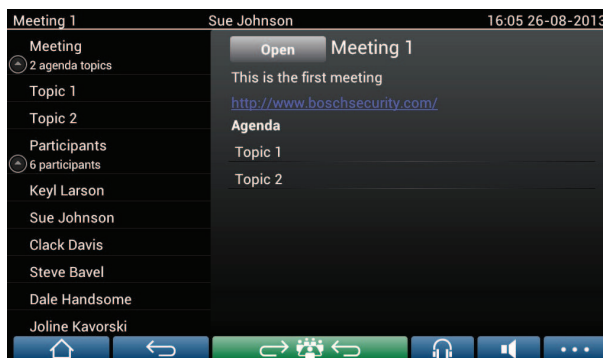 Meeting 1 Sue Johnson 16:05 26-08-2013
Meeting
2 agenda topics
Topic 1
Topic 2
Participants
6 participants
Keyl Larson
Sue Johnson
Clack Davis
Steve Bavel
Dale Handsome
Joline Kavorski
Open Meeting 1
This is the first meeting
http://www.boschsecurity.com/
Agenda
Topic 1
Topic 2